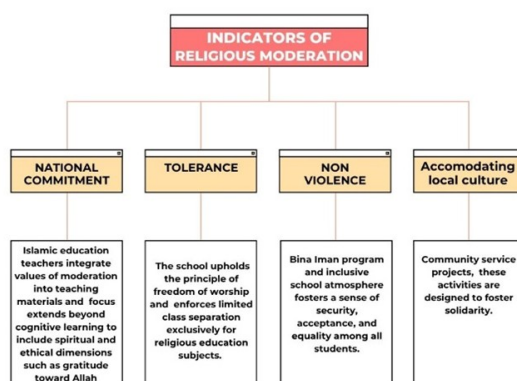 INDICATORS OF
RELIGIOUS MODERATION
NATIONAL
COMMITMENT
TOLERANCE
NON
VIOLENCE
Accomodating
local culture
Islamic education
teachers integrate
values of moderation
into teaching
materials and focus
extends beyond
cognitive learning to
include spiritual and
ethical dimensions
such as gratitude
toward Allah
The school upholds
the principle of
freedom of worship
and enforces limited
class separation
exclusively for
religious education
subjects.
Bina Iman program
and inclusive
school atmosphere
fosters a sense of
security,
acceptance, and
equality among all
students.
Community service
projects, these
activities are
designed to foster
solidarity.